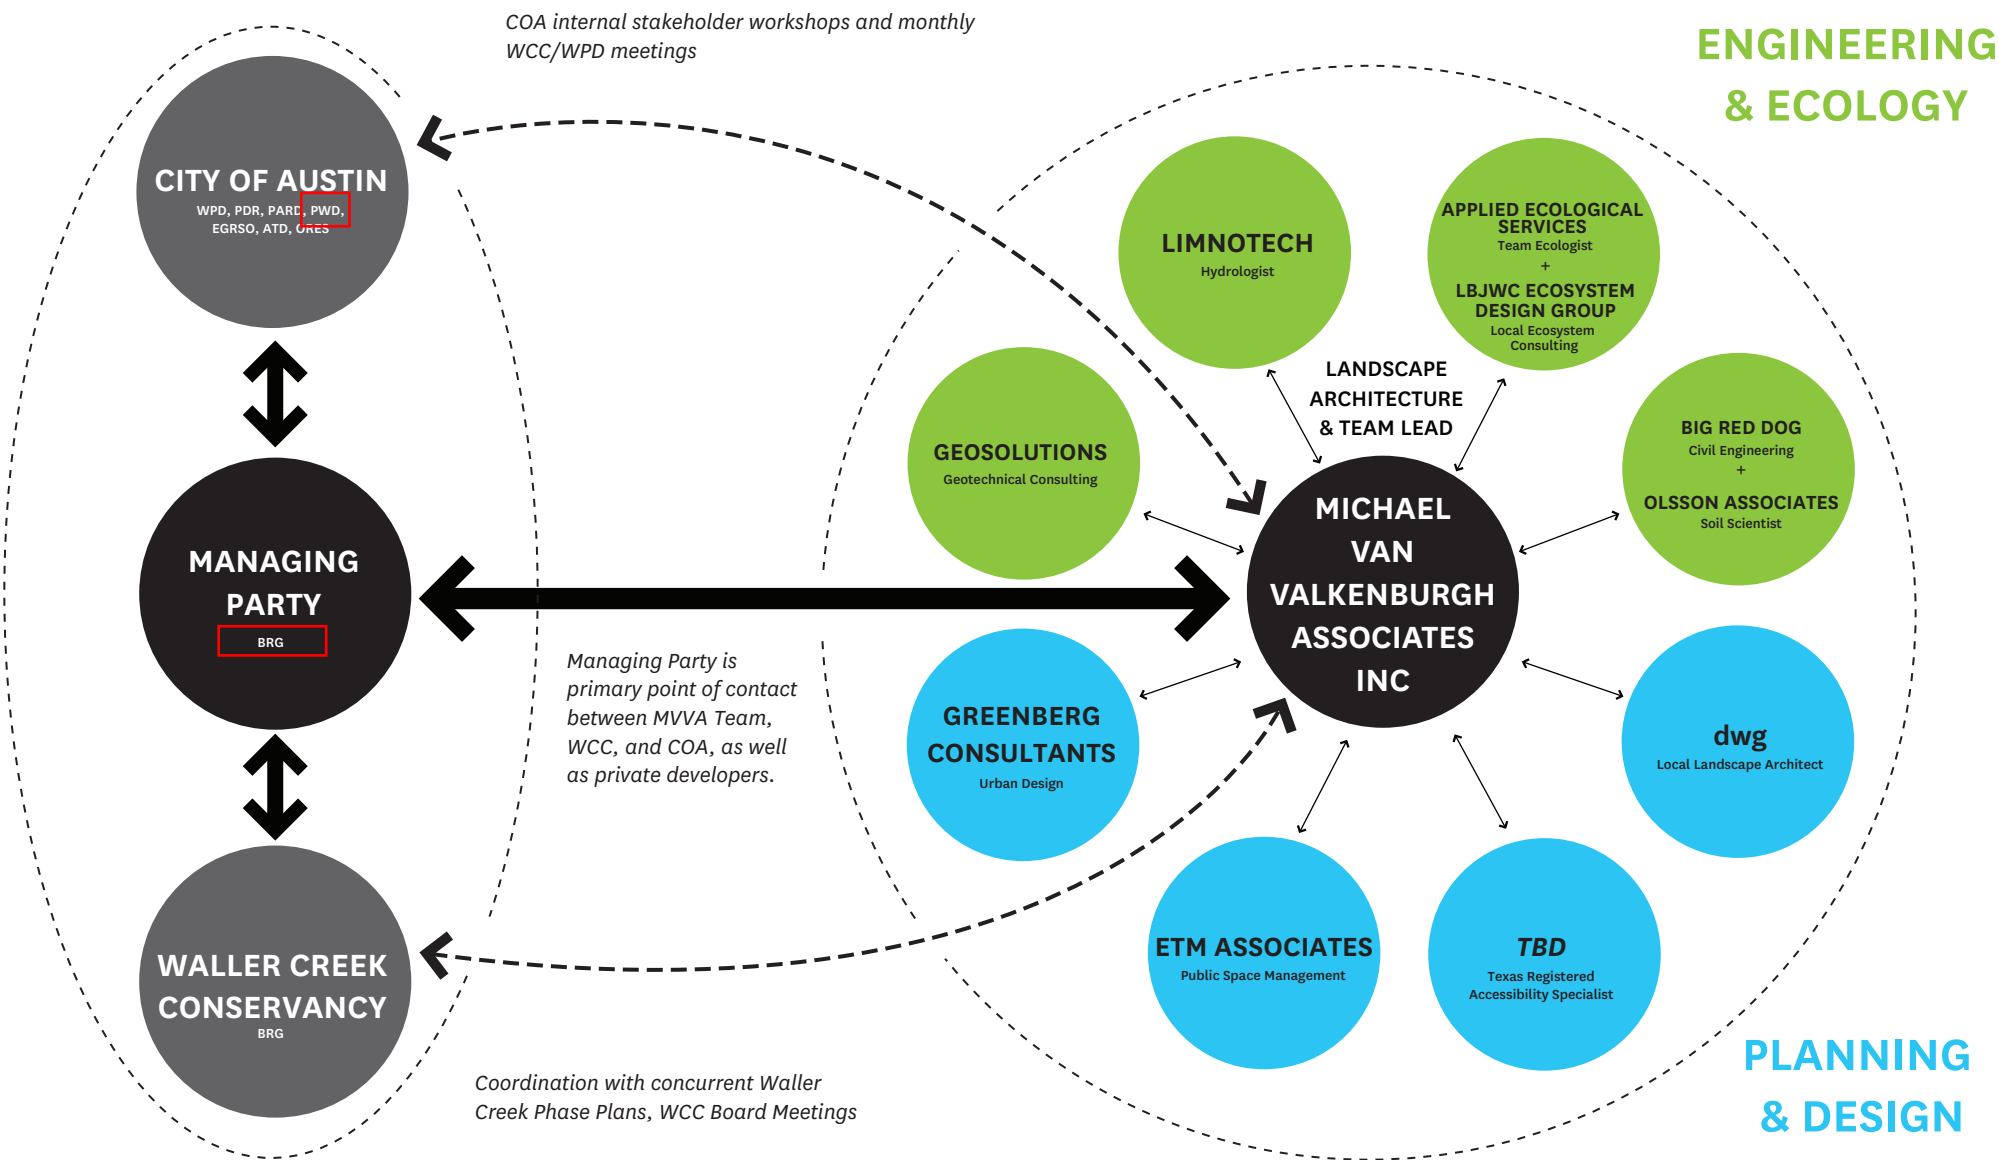 COA internal stakeholder workshops and monthly
WCC/WPD meetings
ENGINEERING
& ECOLOGY
CITY OF AUSTIN
WPD, PDR, PARD, PWD,
EGRSO, ATD, ORES
MANAGING
PARTY
BRG
WALLER CREEK
CONSERVANCY
BRG
Managing Party is
primary point of contact
between MVVA Team,
WCC, and COA, as well
as private developers.
Coordination with concurrent Waller
Creek Phase Plans, WCC Board Meetings
LIMNOTECH
Hydrologist
APPLIED ECOLOGICAL
SERVICES
Team Ecologist
+
LBJWC ECOSYSTEM
DESIGN GROUP
Local Ecosystem
Consulting
LANDSCAPE
ARCHITECTURE
& TEAM LEAD
GEOSOLUTIONS
Geotechnical Consulting
BIG RED DOG
Civil Engineering
+
OLSSON ASSOCIATES
Soil Scientist
MICHAEL
VAN
VALKENBURGH
ASSOCIATES
INC
GREENBERG
CONSULTANTS
Urban Design
dwg
Local Landscape Architect
ETM ASSOCIATES
Public Space Management
TBD
Texas Registered
Accessibility Specialist
PLANNING
& DESIGN